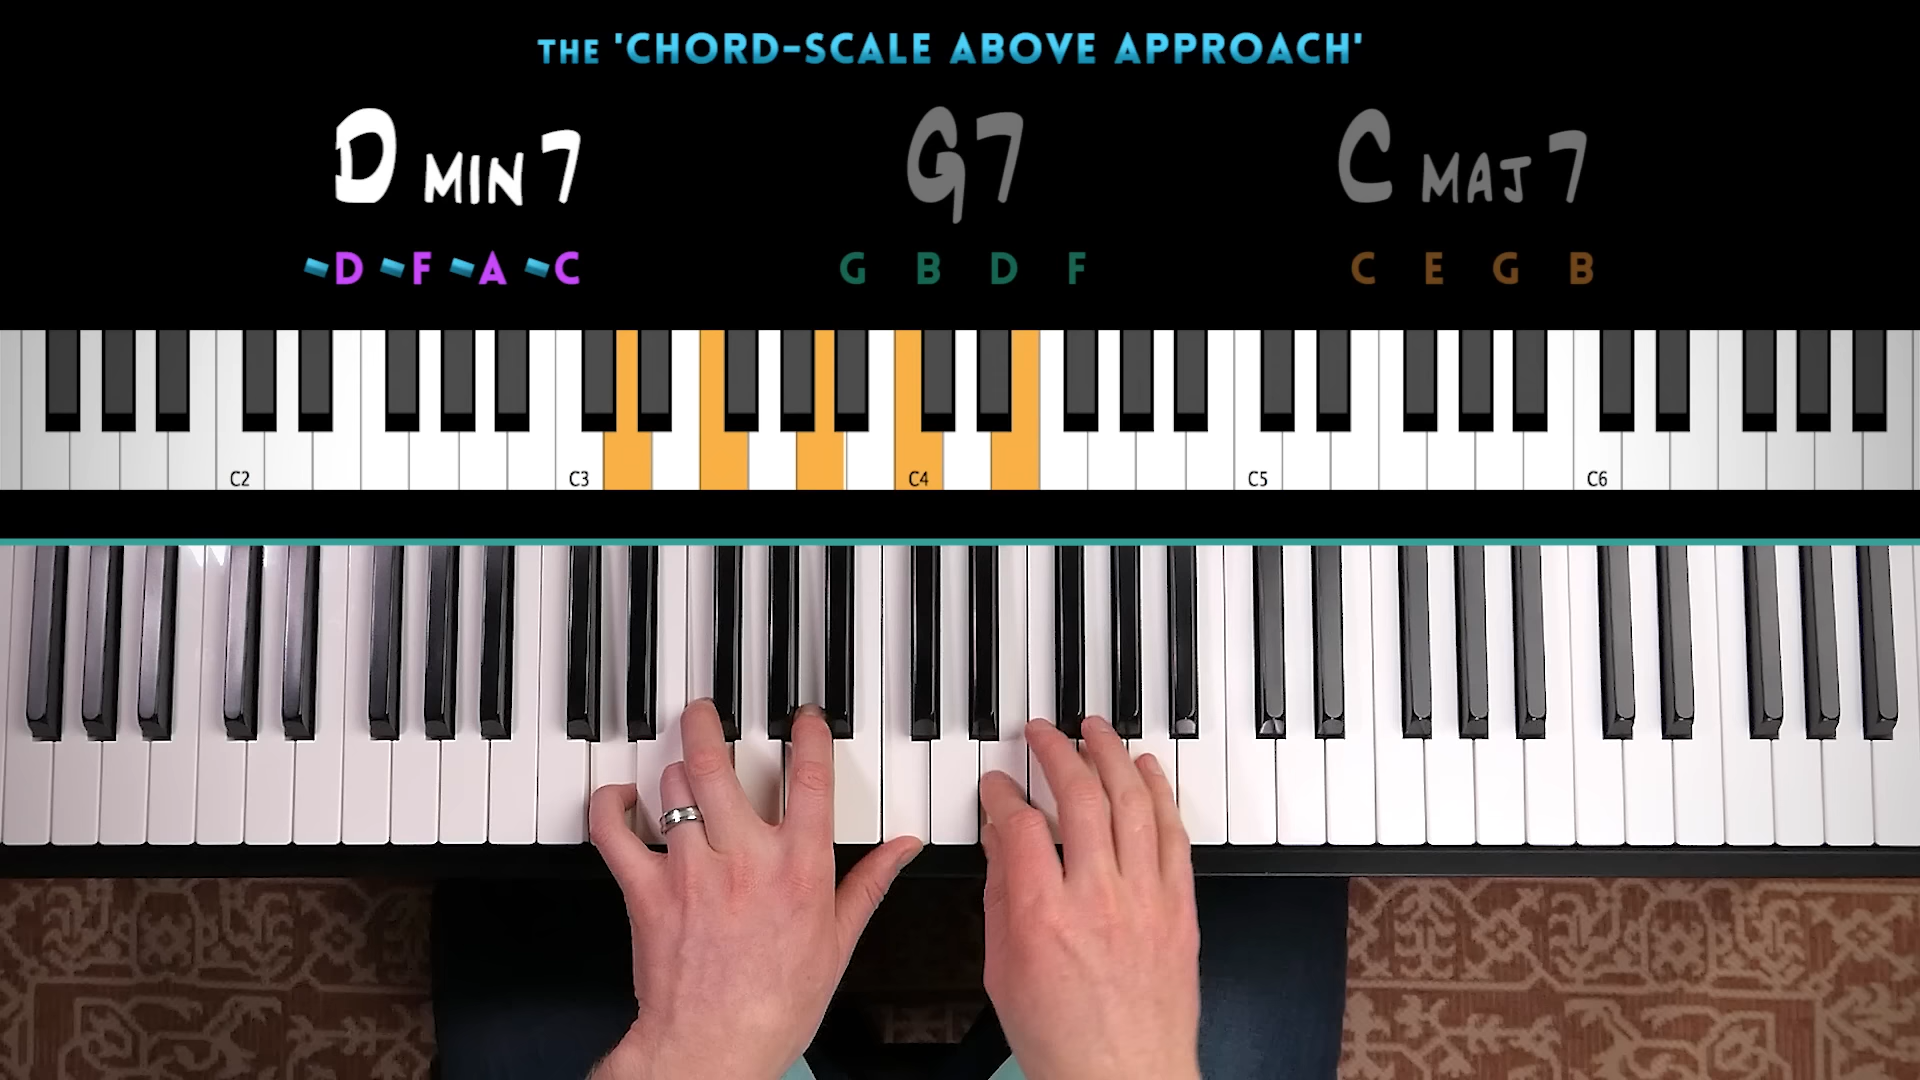 THE 'CHORD-SCALE ABOVE APPROACH'
D MIN 7 G7 C MAJ 7
-D -F -A -C G B D F C E G B
C2 C3 C4 C5 C6